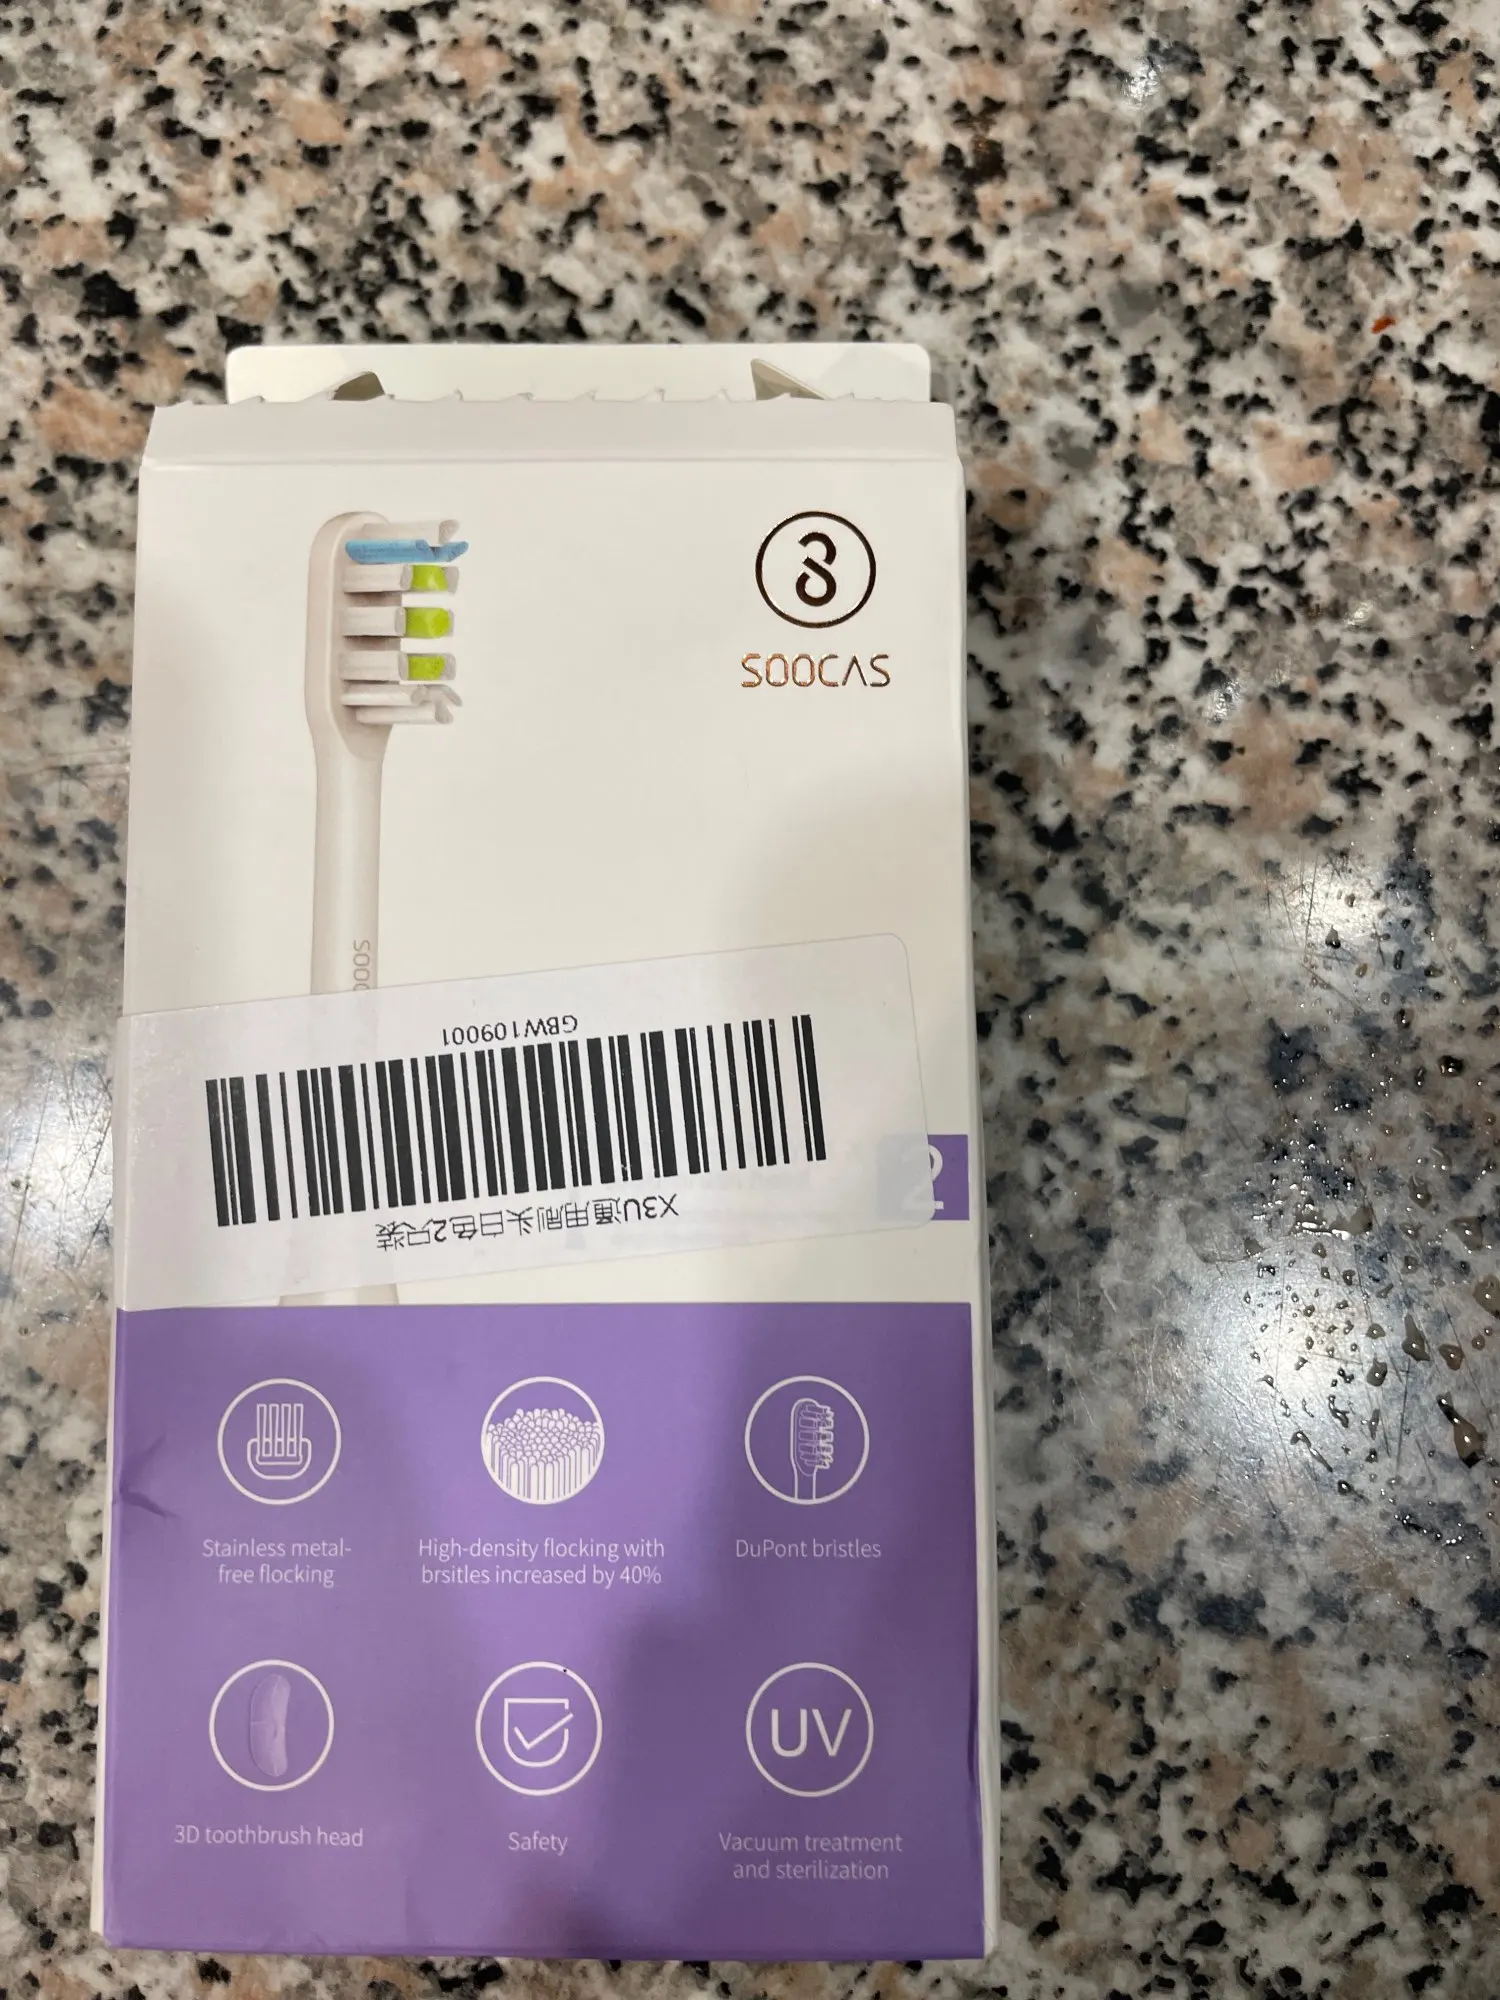 SOOCAS
SOOC
GBW109001
X3U通用刷头白色2只装
2
Stainless metal-
free flocking
High-density flocking with
brsitles increased by 40%
DuPont bristles
3D toothbrush head
Safety
UV
Vacuum treatment
and sterilization